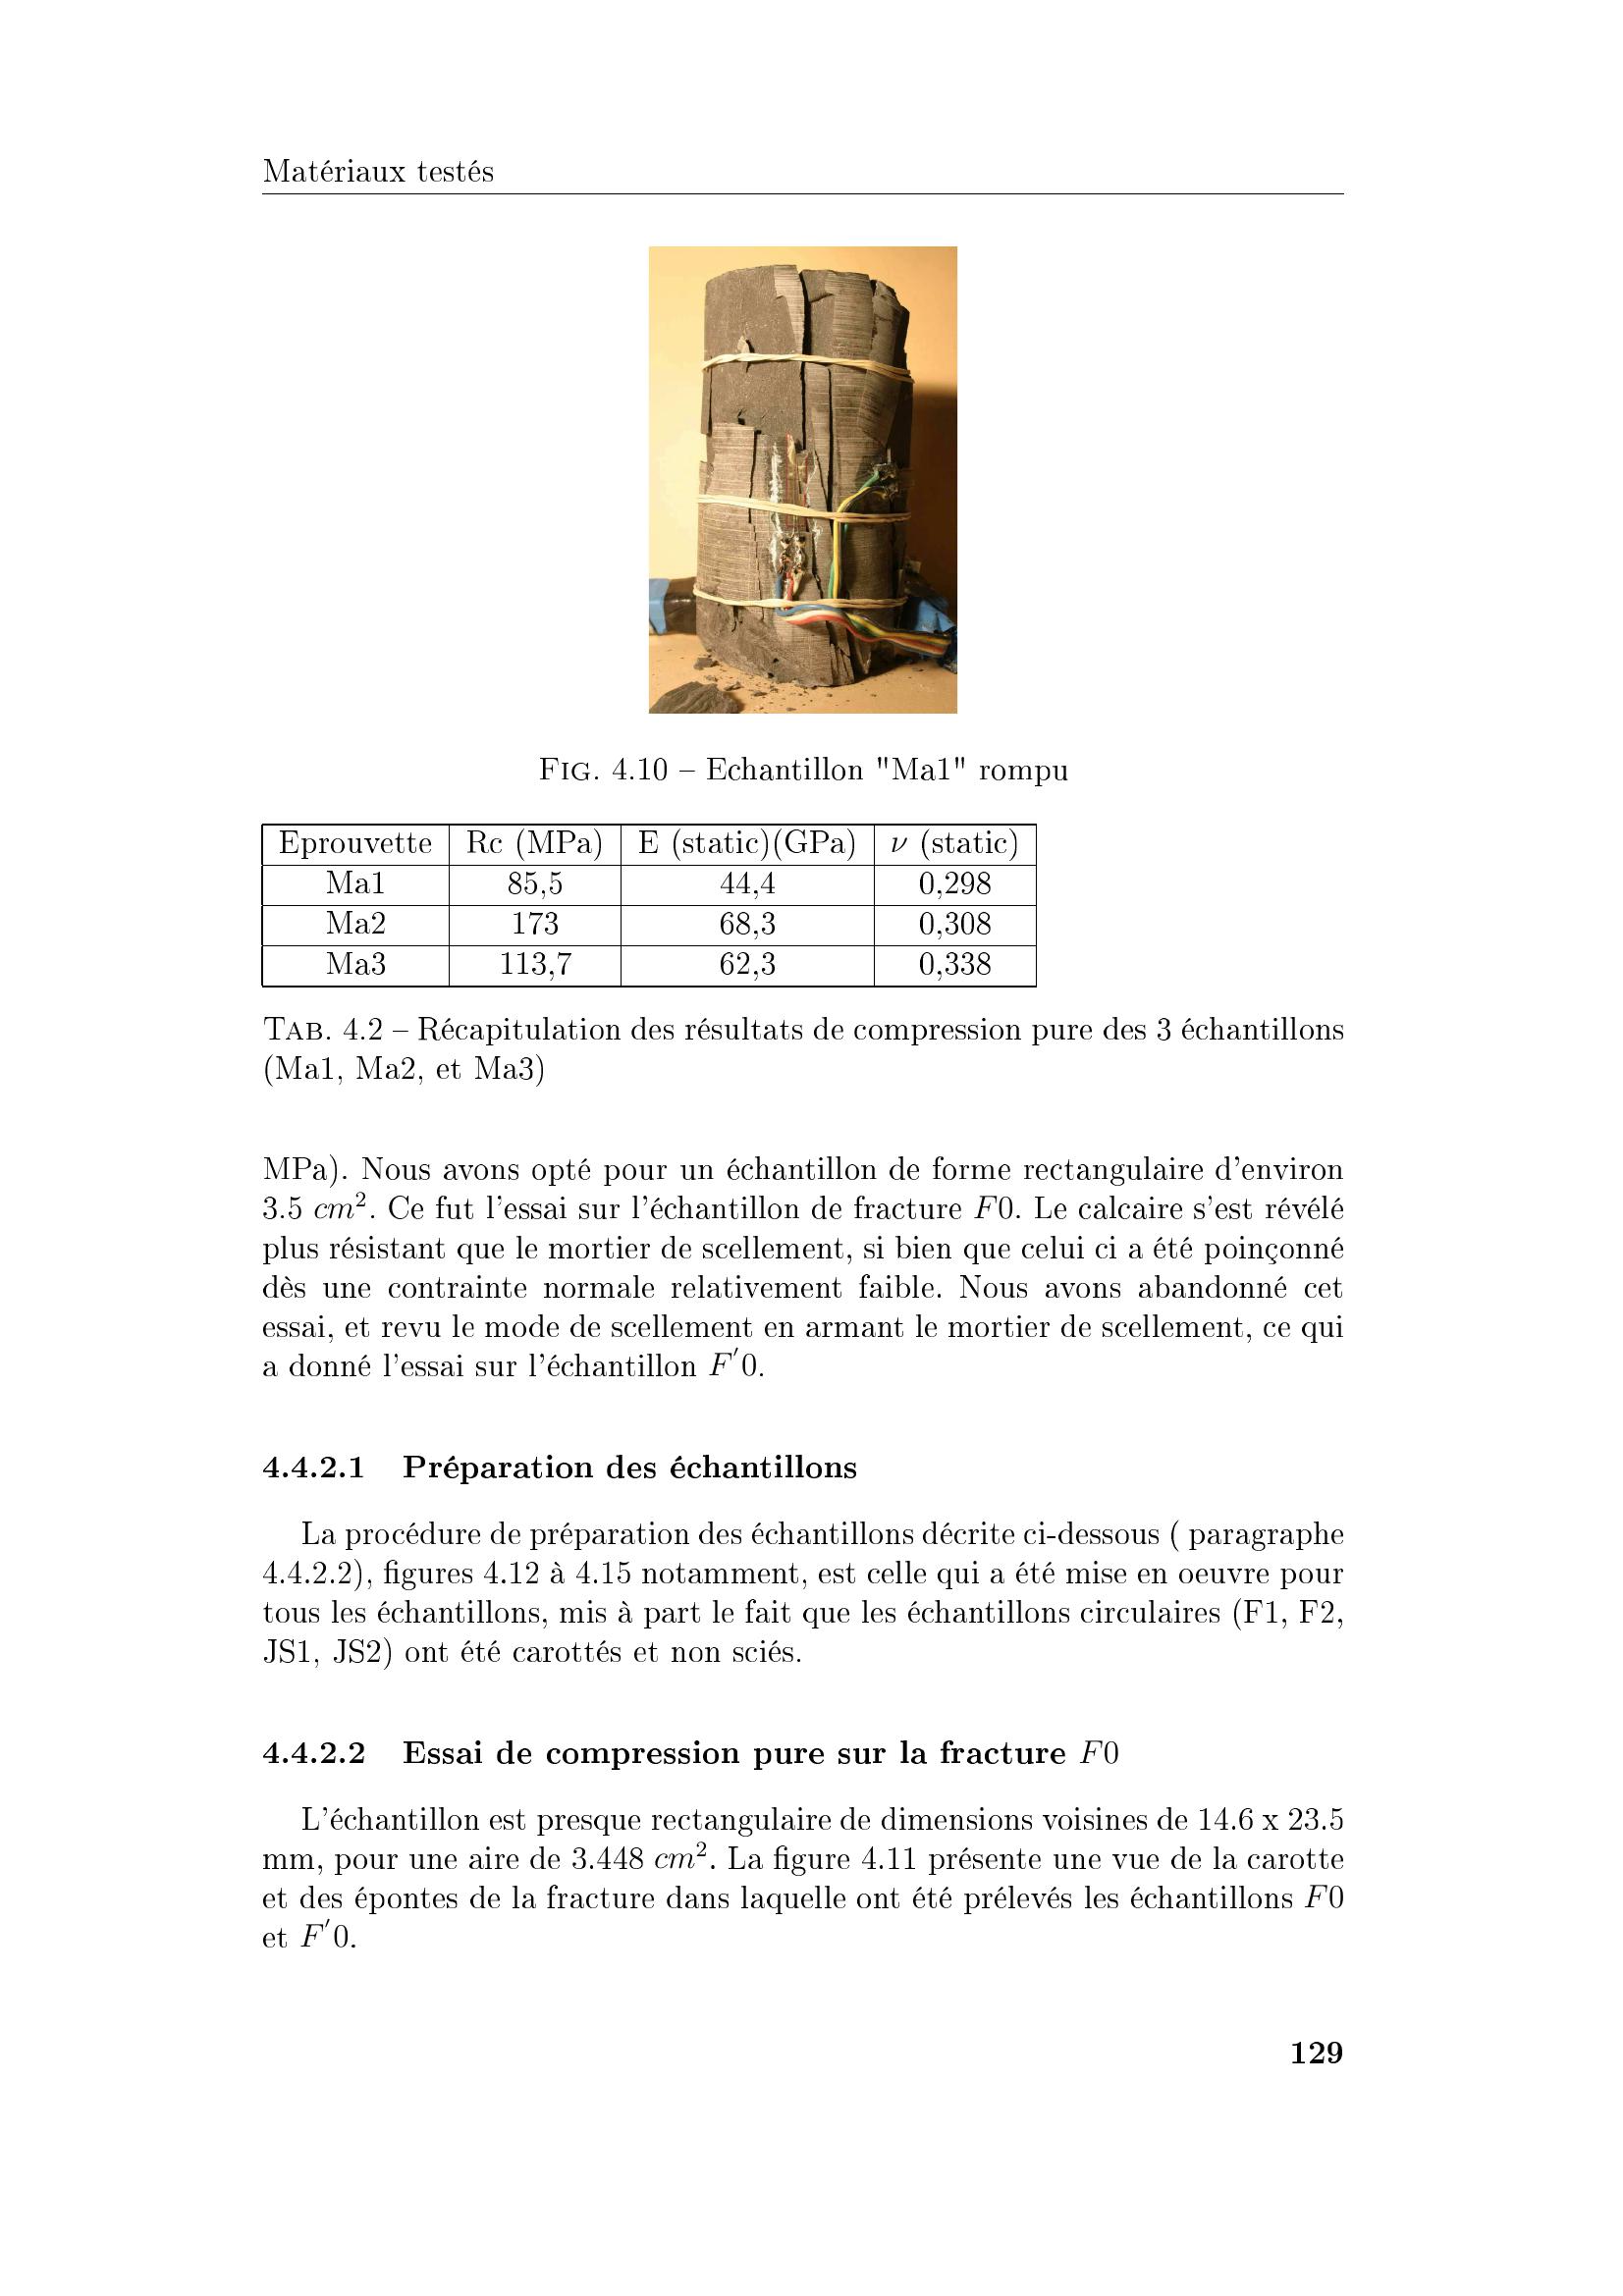 Matériaux testés
Fig. 4.10 – Echantillon "Ma1" rompu
Eprouvette Rc (MPa) E (static)(GPa) ν (static)
Ma1 85,5 44,4 0,298
Ma2 173 68,3 0,308
Ma3 113,7 62,3 0,338
Tab. 4.2 – Récapitulation des résultats de compression pure des 3 échantillons
(Ma1, Ma2, et Ma3)
MPa). Nous avons opté pour un échantillon de forme rectangulaire d'environ
3.5 cm². Ce fut l'essai sur l'échantillon de fracture F0. Le calcaire s'est révélé
plus résistant que le mortier de scellement, si bien que celui ci a été poinçonné
dès une contrainte normale relativement faible. Nous avons abandonné cet
essai, et revu le mode de scellement en armant le mortier de scellement, ce qui
a donné l'essai sur l'échantillon F'0.
4.4.2.1 Préparation des échantillons
La procédure de préparation des échantillons décrite ci-dessous ( paragraphe
4.4.2.2), figures 4.12 à 4.15 notamment, est celle qui a été mise en oeuvre pour
tous les échantillons, mis à part le fait que les échantillons circulaires (F1, F2,
JS1, JS2) ont été carottés et non sciés.
4.4.2.2 Essai de compression pure sur la fracture F0
L'échantillon est presque rectangulaire de dimensions voisines de 14.6 x 23.5
mm, pour une aire de 3.448 cm². La figure 4.11 présente une vue de la carotte
et des épontes de la fracture dans laquelle ont été prélevés les échantillons F0
et F'0.
129